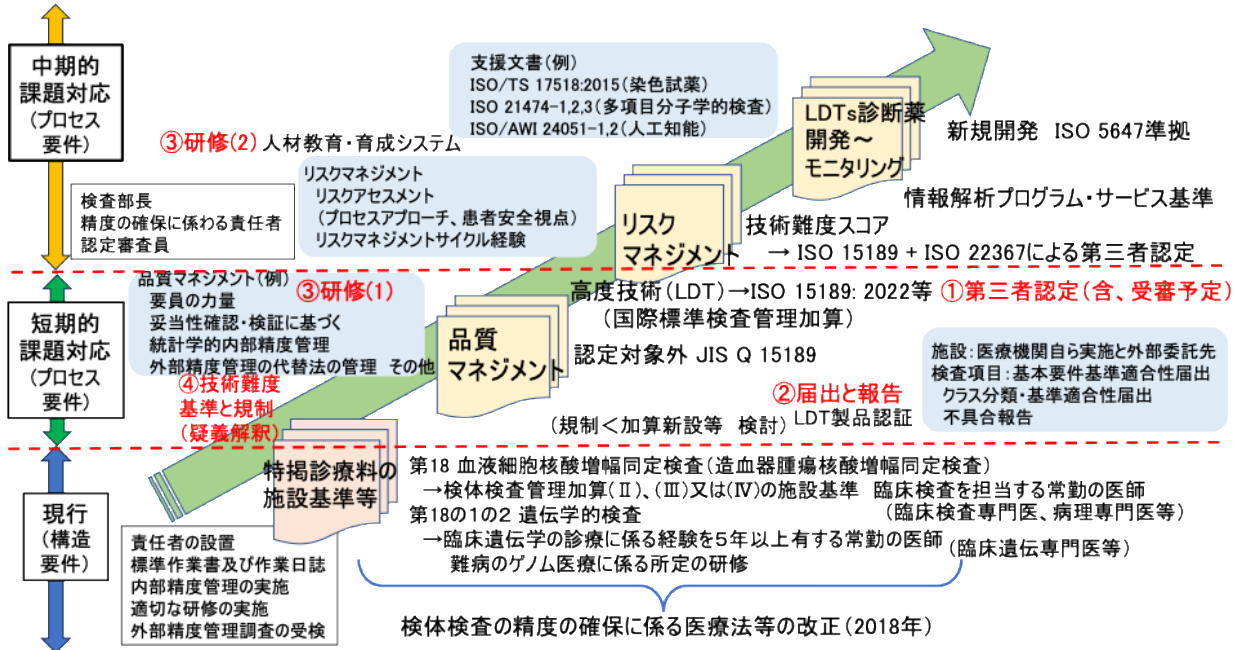 中期的
課題対応
(プロセス
要件)
支援文書(例)
ISO/TS 17518:2015(染色試薬)
ISO 21474-1,2,3(多項目分子学的検査)
ISO/AWI 24051-1,2(人工知能)
LDTs診断薬
開発～
モニタリング
新規開発 ISO 5647準拠
情報解析プログラム・サービス基準
③研修(2) 人材教育・育成システム
検査部長
精度の確保に係わる責任者
認定審査員
リスクマネジメント
リスクアセスメント
(プロセスアプローチ、患者安全視点)
リスクマネジメントサイクル経験
リスク
マネジメント
技術難度スコア
→ ISO 15189 + ISO 22367による第三者認定
短期的
課題対応
(プロセス
要件)
品質マネジメント(例)
③研修(1)
要員の力量
妥当性確認・検証に基づく
統計学的内部精度管理
外部精度管理の代替法の管理 その他
④技術難度
基準と規制
(疑義解釈)
品質
マネジメント
高度技術(LDT)→ISO 15189: 2022等
①第三者認定(含、受審予定)
(国際標準検査管理加算)
認定対象外 JIS Q 15189
②届出と報告
(規制<加算新設等 検討)
LDT製品認証
施設:医療機関自ら実施と外部委託先
検査項目:基本要件基準適合性届出
クラス分類・基準適合性届出
不具合報告
現行
(構造
要件)
特掲診療料の
施設基準等
第18 血液細胞核酸増幅同定検査(造血器腫瘍核酸増幅同定検査)
→検体検査管理加算(Ⅱ)、(Ⅲ)又は(Ⅳ)の施設基準 臨床検査を担当する常勤の医師
(臨床検査専門医、病理専門医等)
第18の1の2 遺伝学的検査
→臨床遺伝学の診療に係る経験を5年以上有する常勤の医師
(臨床遺伝専門医等)
難病のゲノム医療に係る所定の研修
責任者の設置
標準作業書及び作業日誌
内部精度管理の実施
適切な研修の実施
外部精度管理調査の受検
検体検査の精度の確保に係る医療法等の改正(2018年)